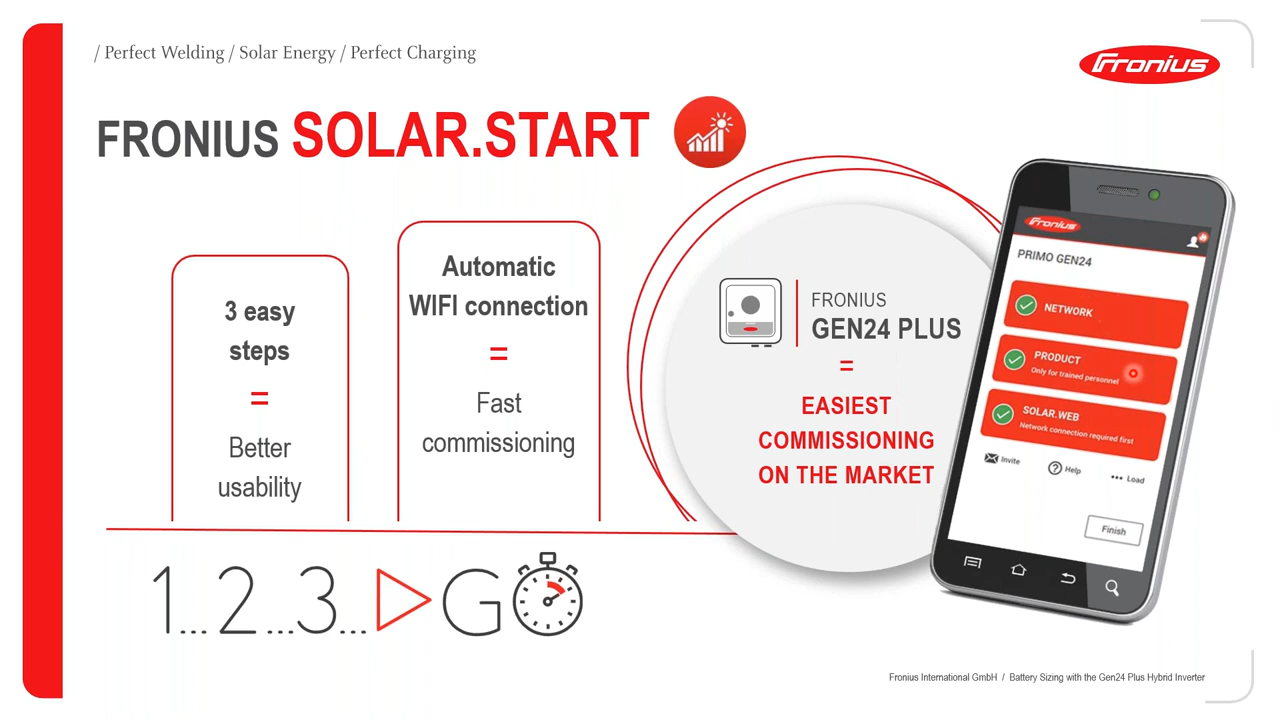 / Perfect Welding / Solar Energy / Perfect Charging
Fronius
FRONIUS SOLAR.START
3 easy
steps
=
Better
usability
Automatic
WIFI connection
=
Fast
commissioning
FRONIUS
GEN24 PLUS
=
EASIEST
COMMISSIONING
ON THE MARKET
Fronius
PRIMO GEN24
NETWORK
PRODUCT
Only for trained personnel
SOLAR.WEB
Network connection required first
Invite
? Help
... Load
Finish
1...2...3... GO
Fronius International GmbH / Battery Sizing with the Gen24 Plus Hybrid Inverter